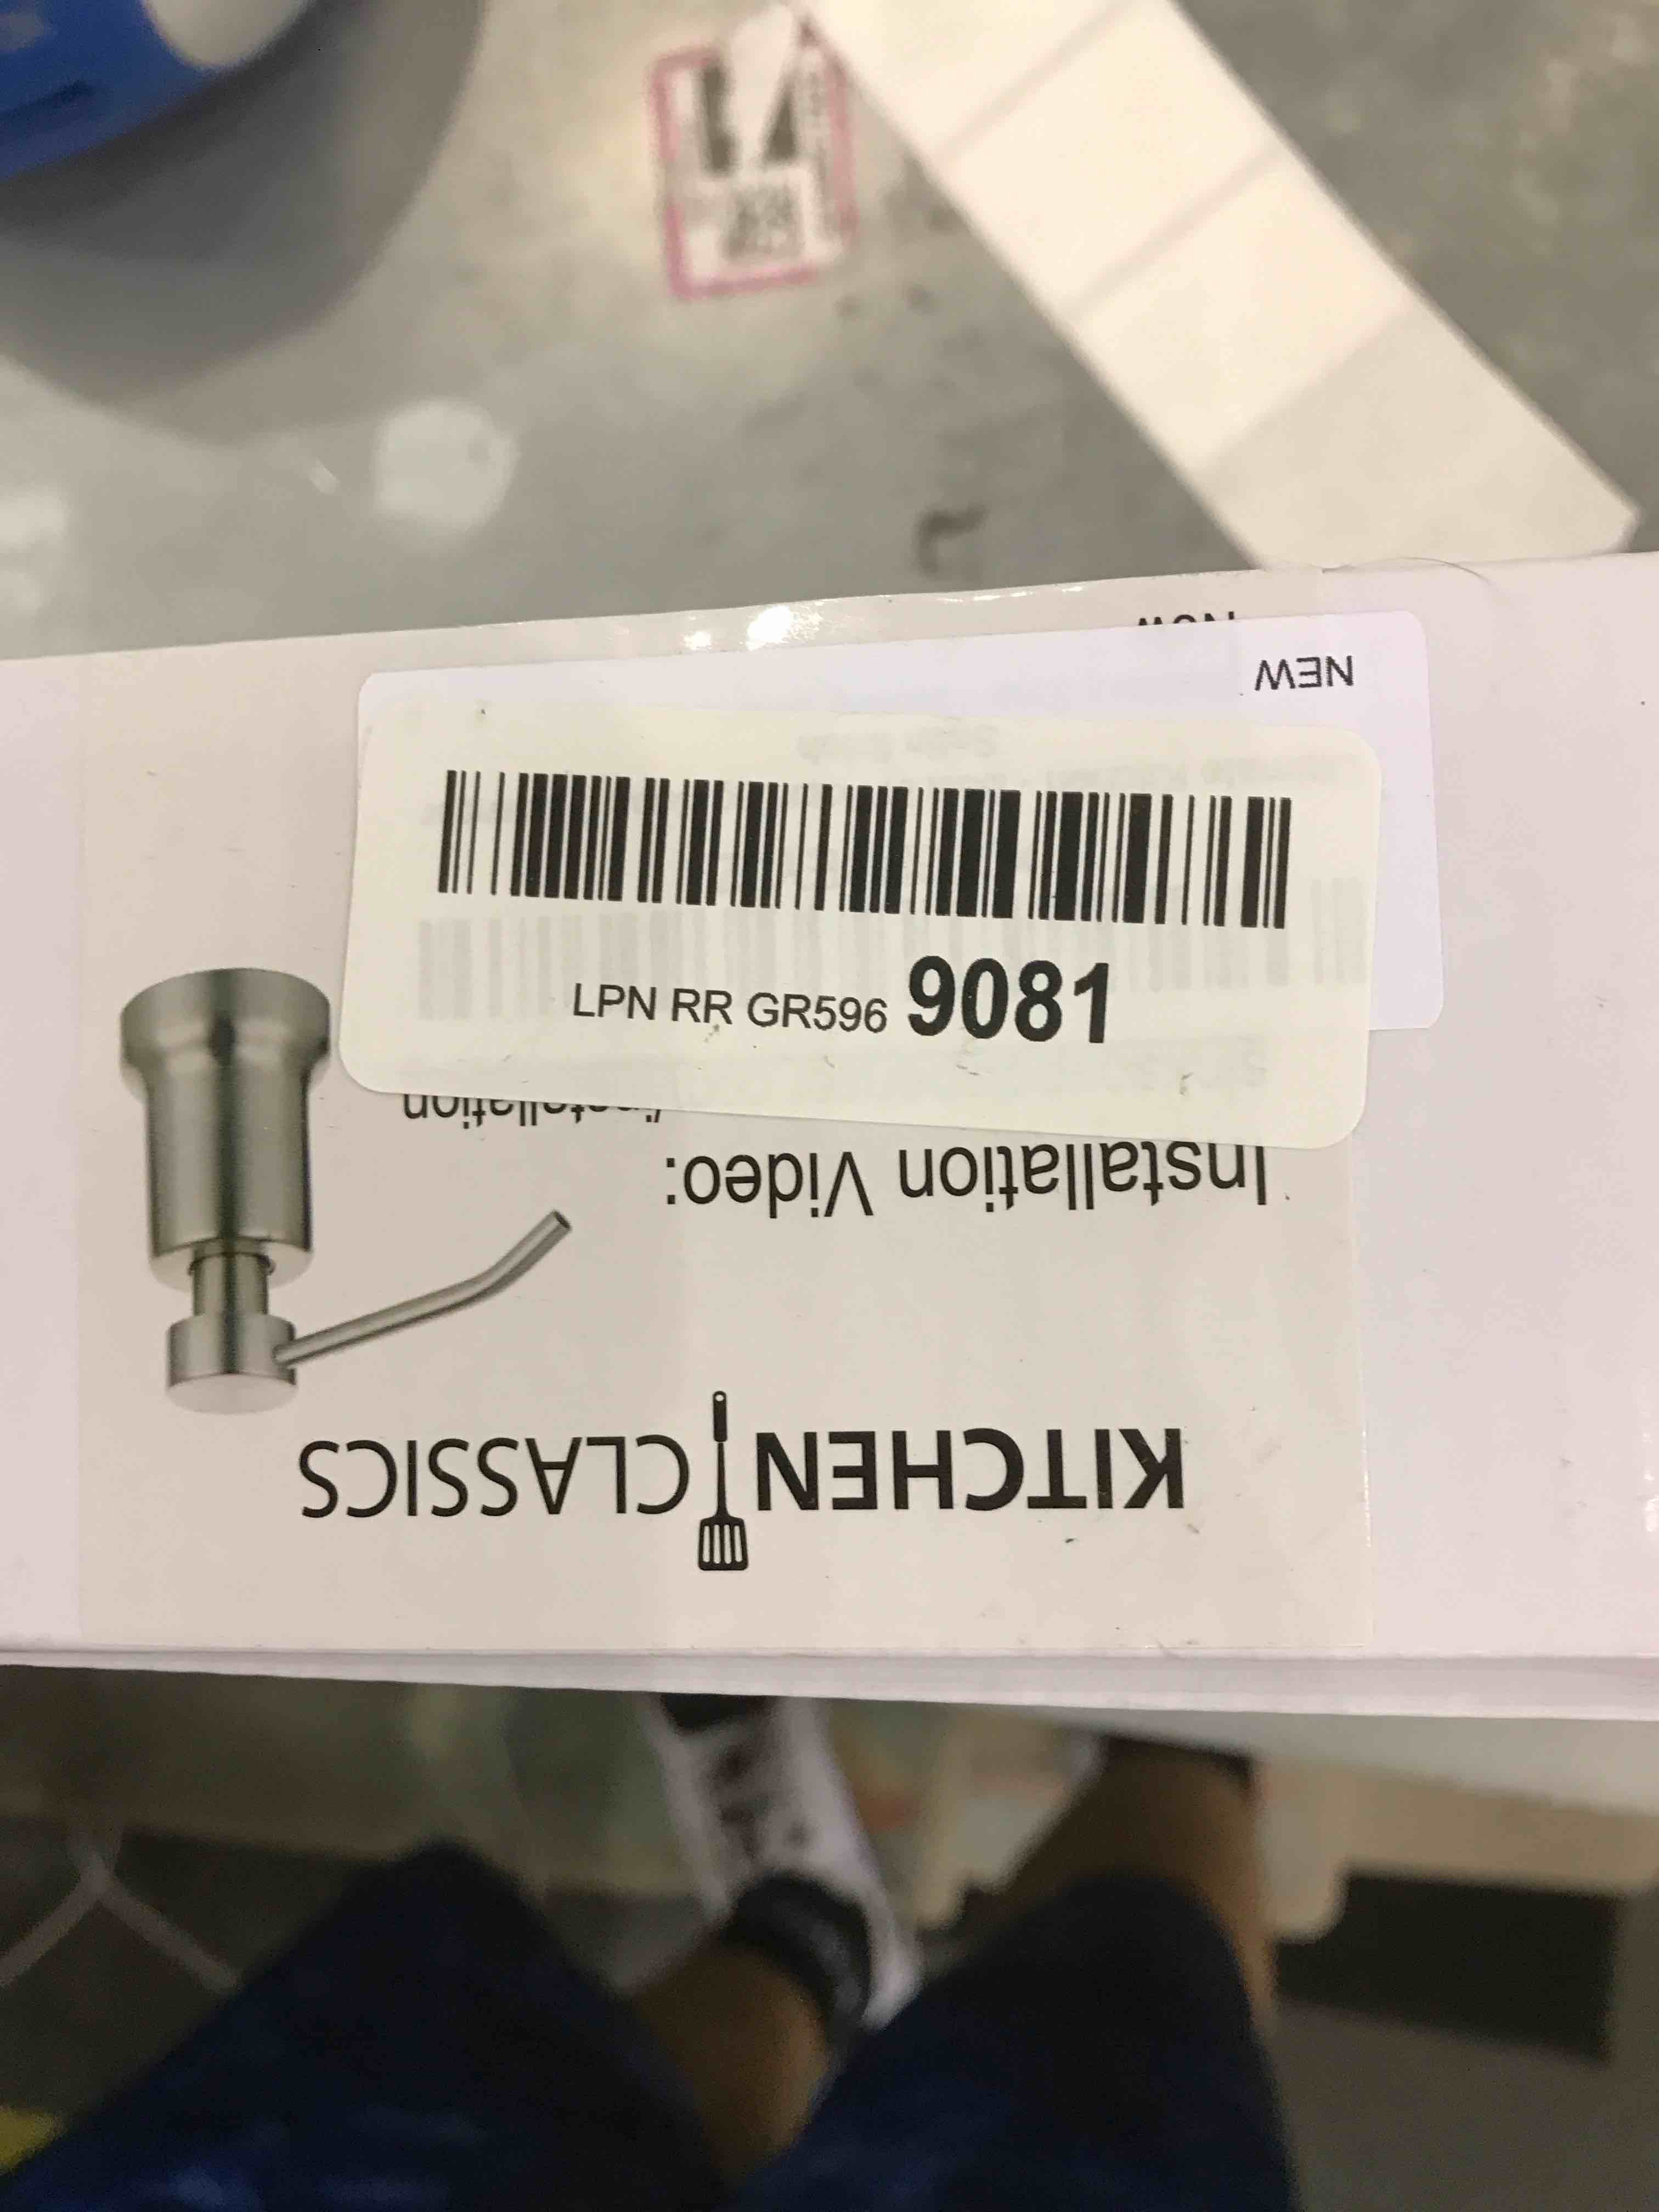 NEW
LPN RR GR596 9081
Installation Video:
KITCHEN CLASSICS